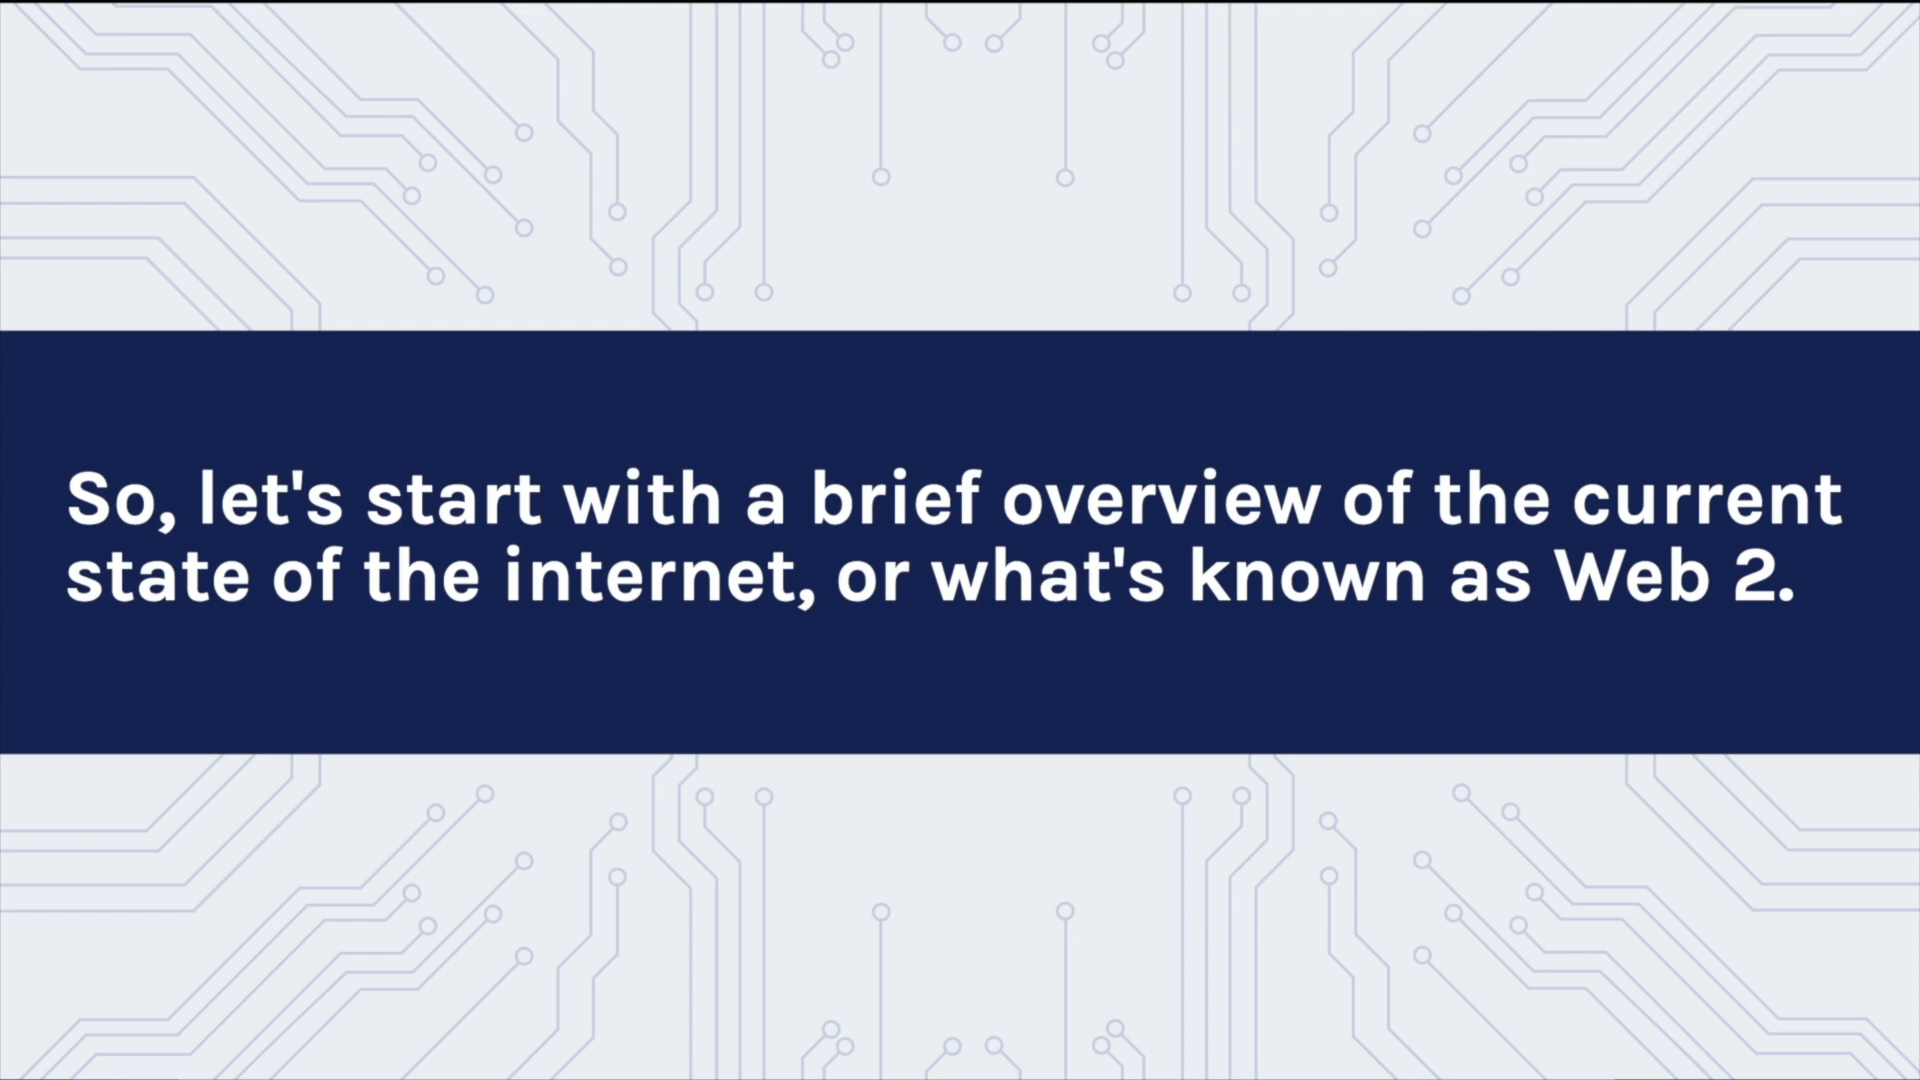 So, let's start with a brief overview of the current
state of the internet, or what's known as Web 2.